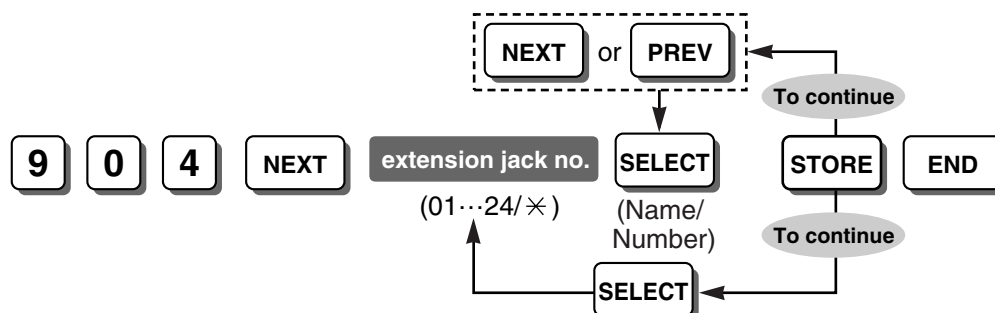 NEXT or PREV
To continue
9 0 4 NEXT extension jack no. SELECT STORE END
(01···24/✳)
(Name/
Number)
To continue
SELECT